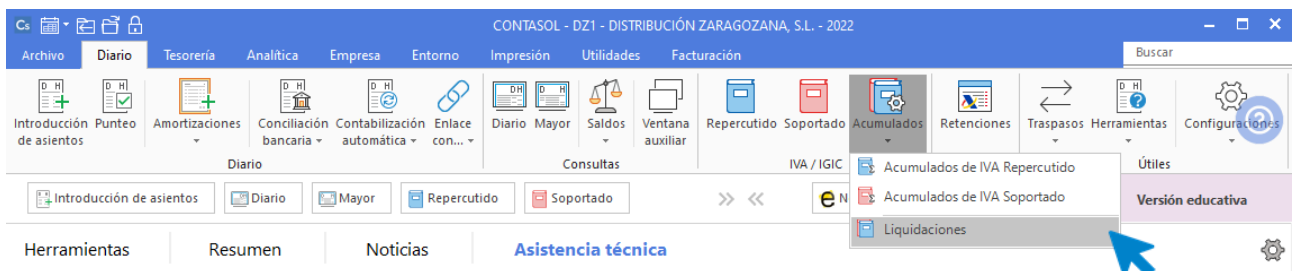 Cs CONTASOL - DZ1 - DISTRIBUCIÓN ZARAGOZANA, S.L. - 2022
Archivo Diario Tesorería Analítica Empresa Entorno Impresión Utilidades Facturación Buscar
D H D H D H D H D H D H D H
Introducción Punteo Amortizaciones Conciliación Contabilización Enlace Diario Mayor Saldos Ventana Repercutido Soportado Acumulados Retenciones Traspasos Herramientas Configuraciones
de asientos bancaria automática con... auxiliar
Diario Consultas IVA / IGIC Útiles
Acumulados de IVA Repercutido
Introducción de asientos Diario Mayor Repercutido Soportado N Acumulados de IVA Soportado Versión educativa
Liquidaciones
Herramientas Resumen Noticias Asistencia técnica